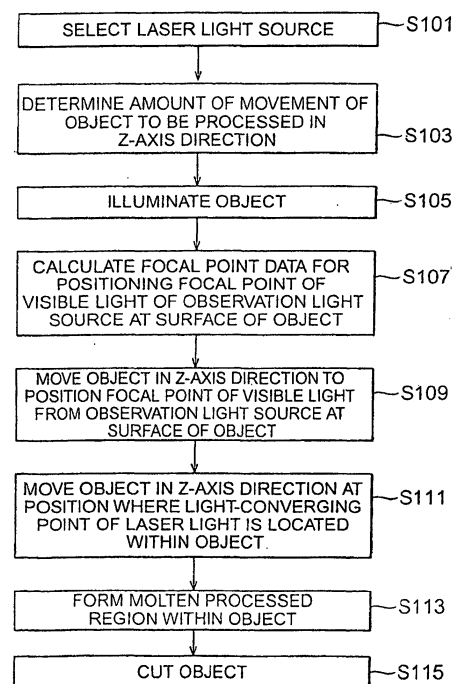 SELECT LASER LIGHT SOURCE
S101
DETERMINE AMOUNT OF MOVEMENT OF
OBJECT TO BE PROCESSED IN
Z-AXIS DIRECTION
S103
ILLUMINATE OBJECT
S105
CALCULATE FOCAL POINT DATA FOR
POSITIONING FOCAL POINT OF
VISIBLE LIGHT OF OBSERVATION LIGHT
SOURCE AT SURFACE OF OBJECT
S107
MOVE OBJECT IN Z-AXIS DIRECTION TO
POSITION FOCAL POINT OF VISIBLE LIGHT
FROM OBSERVATION LIGHT SOURCE AT
SURFACE OF OBJECT
S109
MOVE OBJECT IN Z-AXIS DIRECTION AT
POSITION WHERE LIGHT-CONVERGING
POINT OF LASER LIGHT IS LOCATED
WITHIN OBJECT
S111
FORM MOLTEN PROCESSED
REGION WITHIN OBJECT
S113
CUT OBJECT
S115